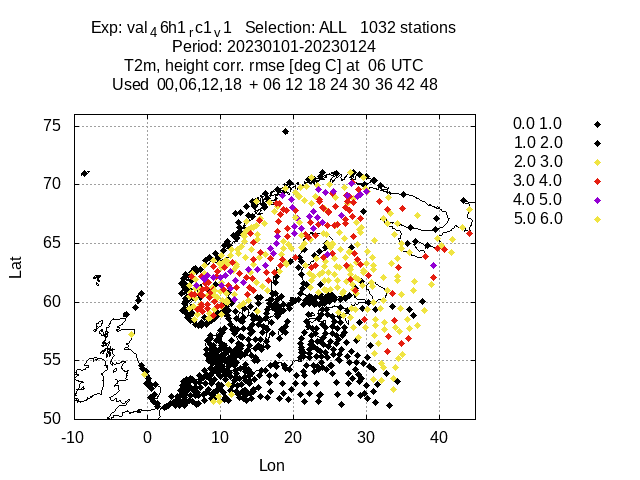 Exp: val4 6h1r c1v 1 Selection: ALL 1032 stations
Period: 20230101-20230124
T2m, height corr. rmse [deg C] at 06 UTC
Used 00,06,12,18 + 06 12 18 24 30 36 42 48
75
70
65
60
55
50
Lat
-10 0 10 20 30 40
Lon
0.0 1.0
1.0 2.0
2.0 3.0
3.0 4.0
4.0 5.0
5.0 6.0